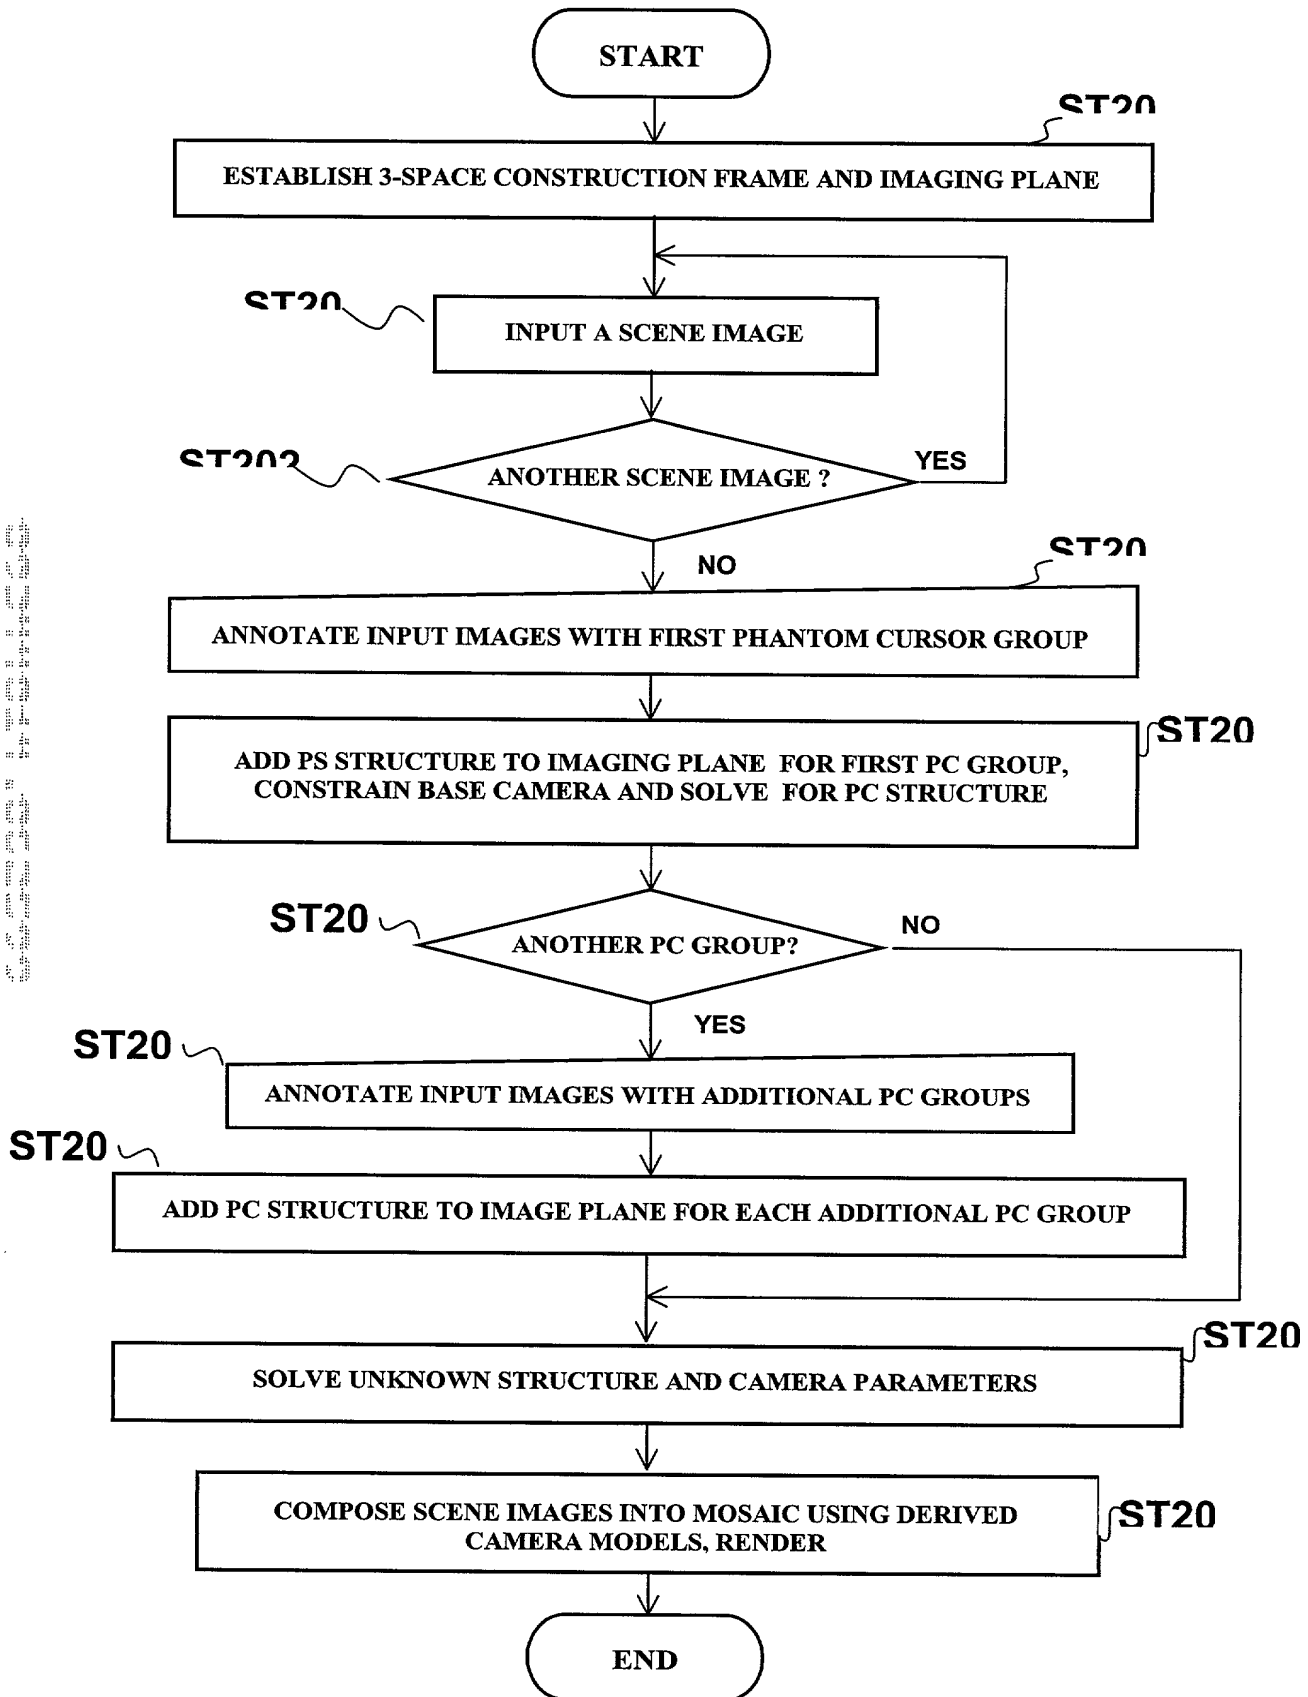 START
ST20
ESTABLISH 3-SPACE CONSTRUCTION FRAME AND IMAGING PLANE
ST20
INPUT A SCENE IMAGE
ANOTHER SCENE IMAGE ?
YES
NO
ST20
ANNOTATE INPUT IMAGES WITH FIRST PHANTOM CURSOR GROUP
ST20
ADD PS STRUCTURE TO IMAGING PLANE FOR FIRST PC GROUP,
CONSTRAIN BASE CAMERA AND SOLVE FOR PC STRUCTURE
ST20
ANOTHER PC GROUP?
NO
YES
ST20
ANNOTATE INPUT IMAGES WITH ADDITIONAL PC GROUPS
ST20
ADD PC STRUCTURE TO IMAGE PLANE FOR EACH ADDITIONAL PC GROUP
ST20
SOLVE UNKNOWN STRUCTURE AND CAMERA PARAMETERS
COMPOSE SCENE IMAGES INTO MOSAIC USING DERIVED
CAMERA MODELS, RENDER
ST20
END